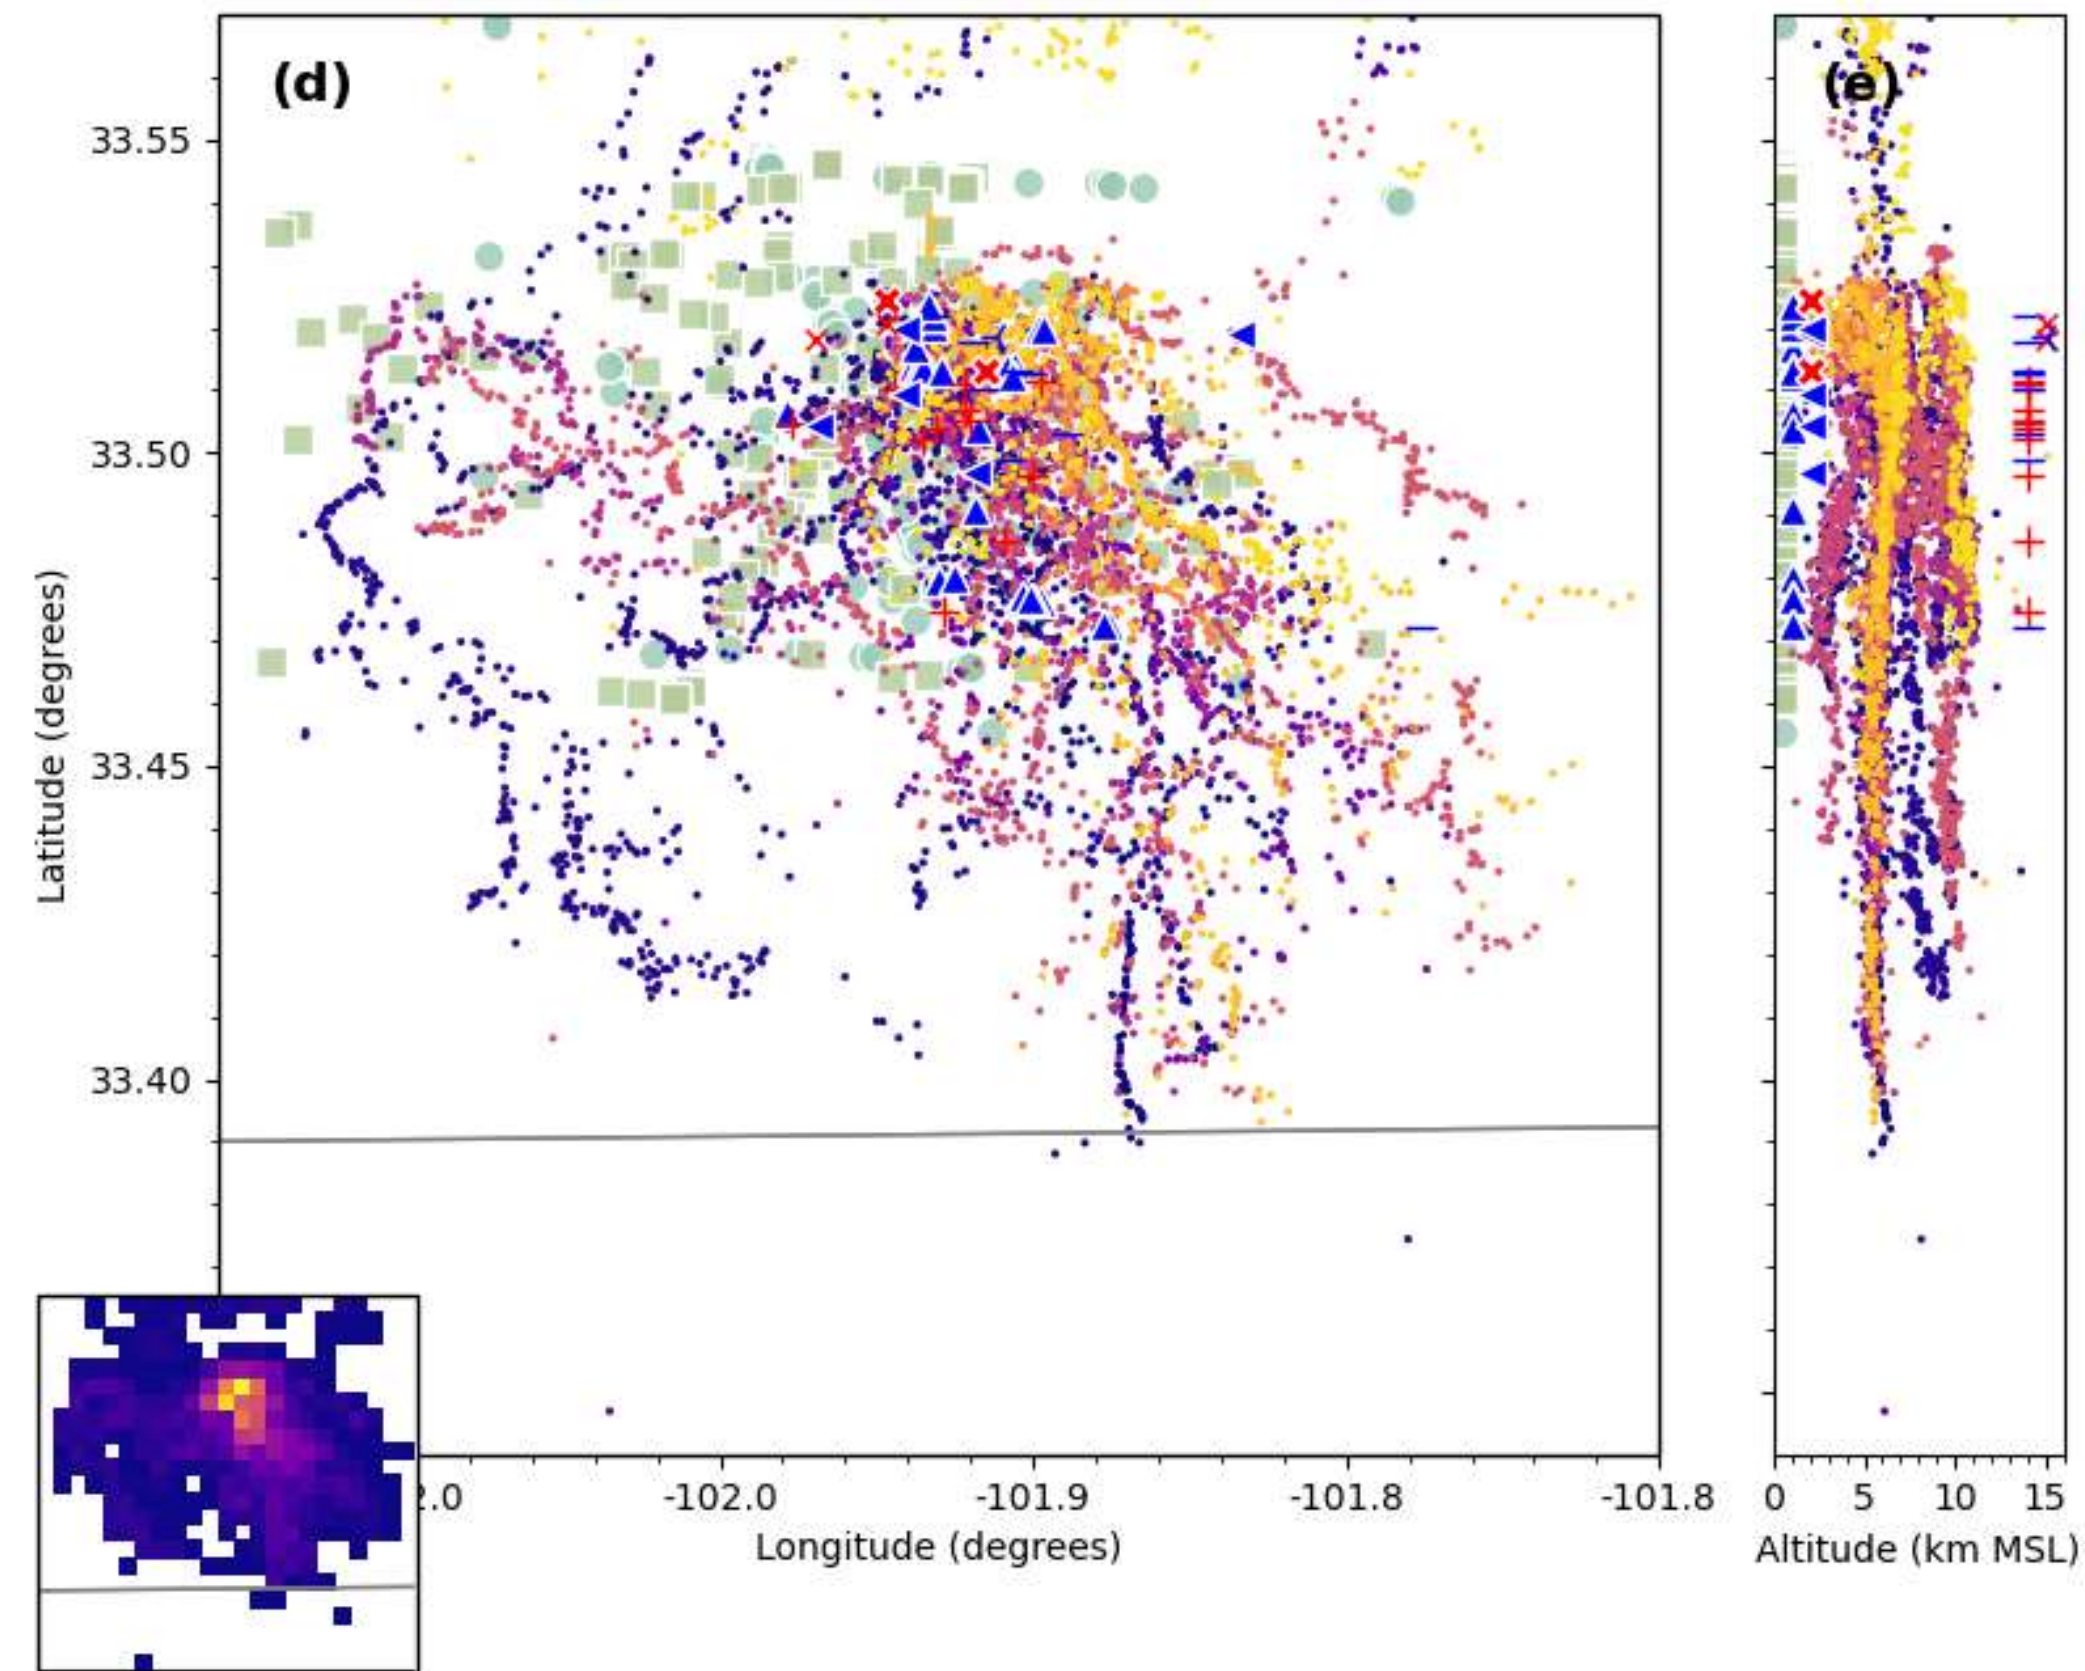 (d)
(e)
33.55
33.50
33.45
33.40
Latitude (degrees)
2.0
-102.0
-101.9
-101.8
-101.8
0
5
10
15
Longitude (degrees)
Altitude (km MSL)